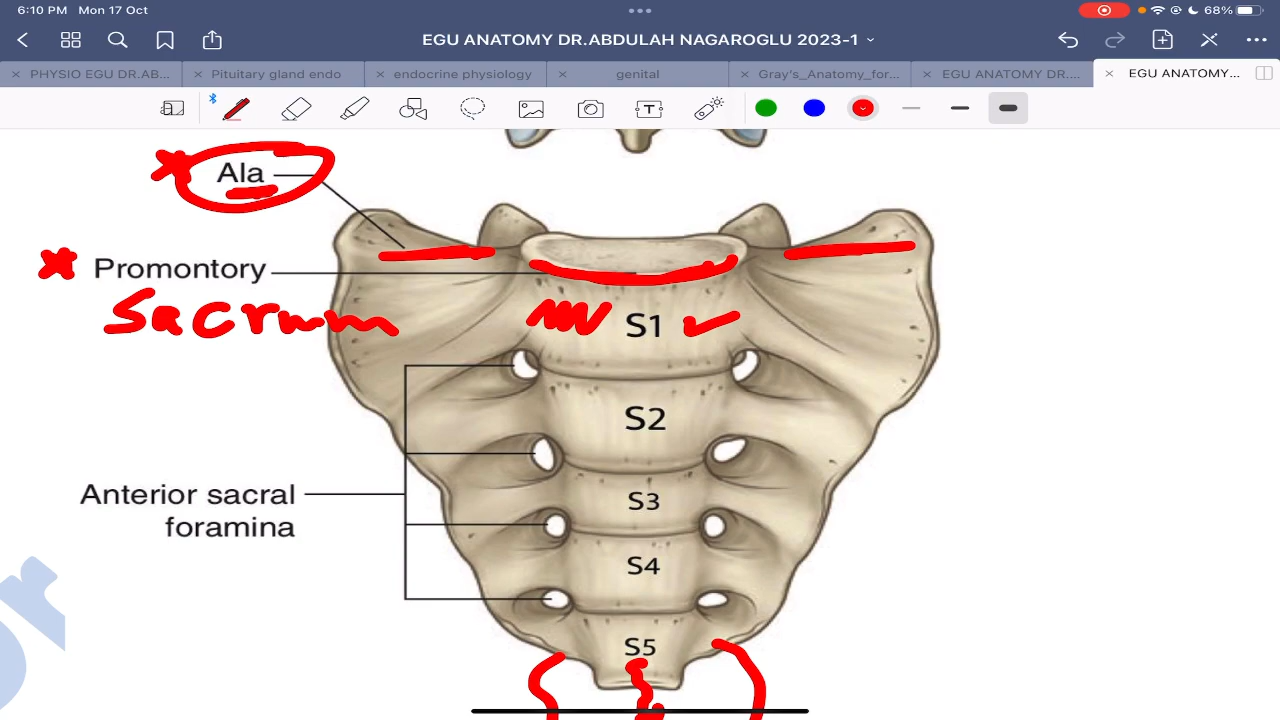 6:10 PM Mon 17 Oct
68%
EGU ANATOMY DR.ABDULAH NAGAROGLU 2023-1
PHYSIO EGU DR.AB...
Pituitary gland endo
endocrine physiology
genital
Gray's_Anatomy_for...
EGU ANATOMY DR....
EGU ANATOMY...
T
Ala
Promontory
Sacrum
S1
S2
S3
S4
S5
Anterior sacral
foramina